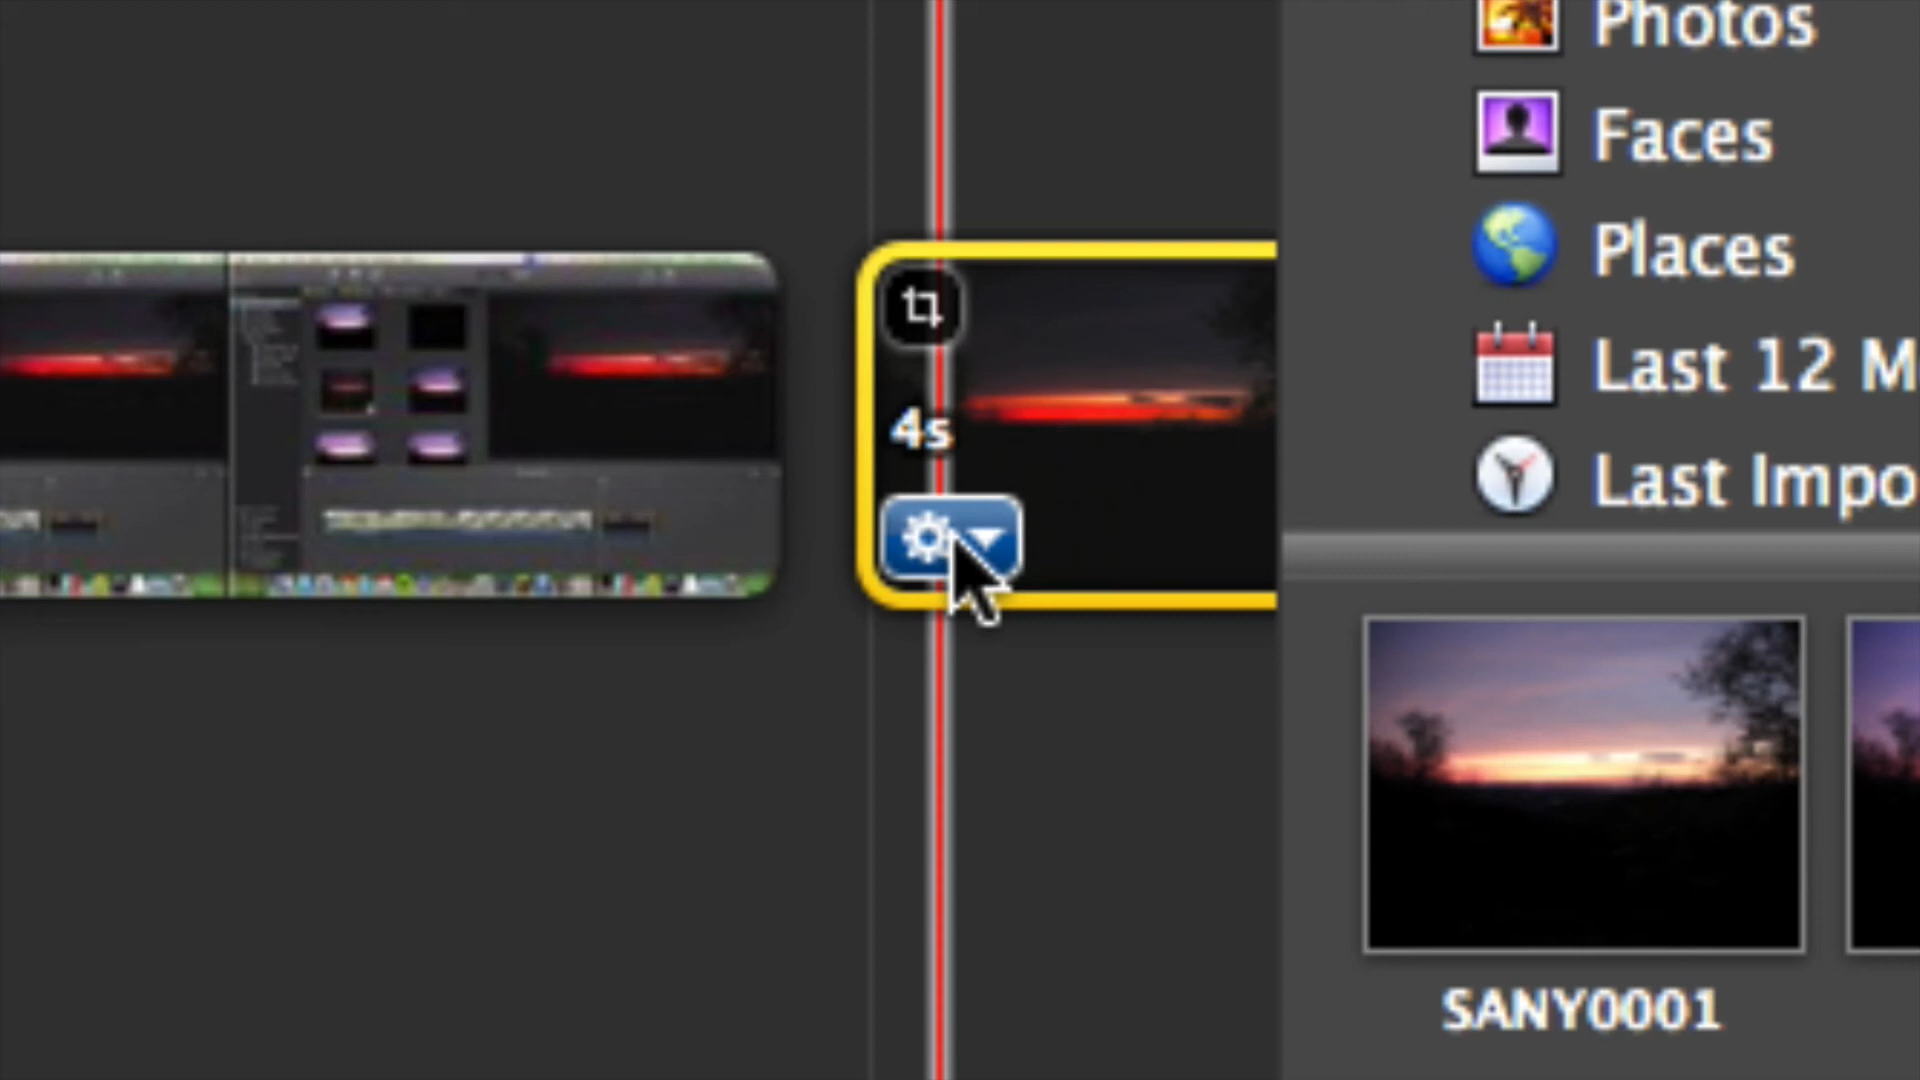 Photos
Faces
Places
Last 12 M
Last Impo
4s
SANY0001